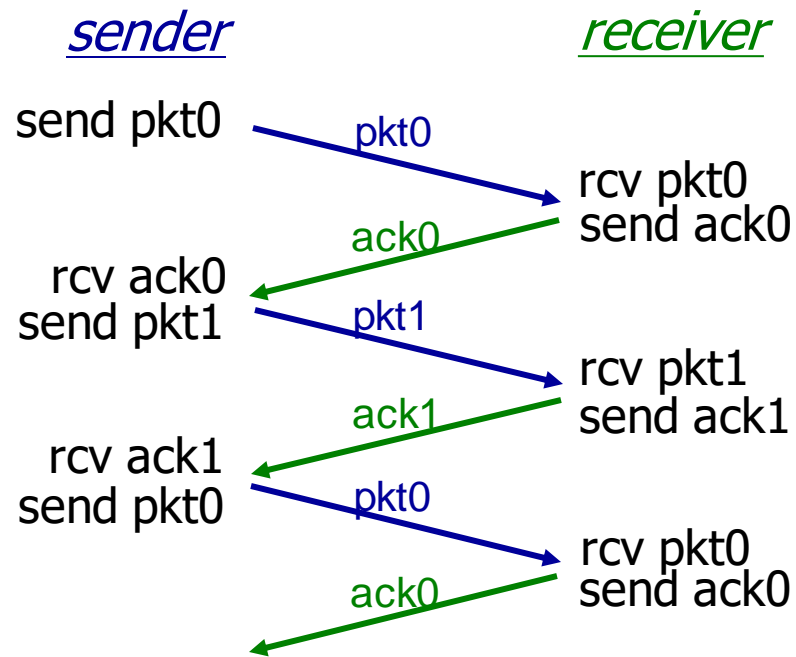 sender
receiver
send pkt0
pkt0
rcv pkt0
send ack0
ack0
rcv ack0
send pkt1
pkt1
rcv pkt1
send ack1
ack1
rcv ack1
send pkt0
pkt0
rcv pkt0
send ack0
ack0